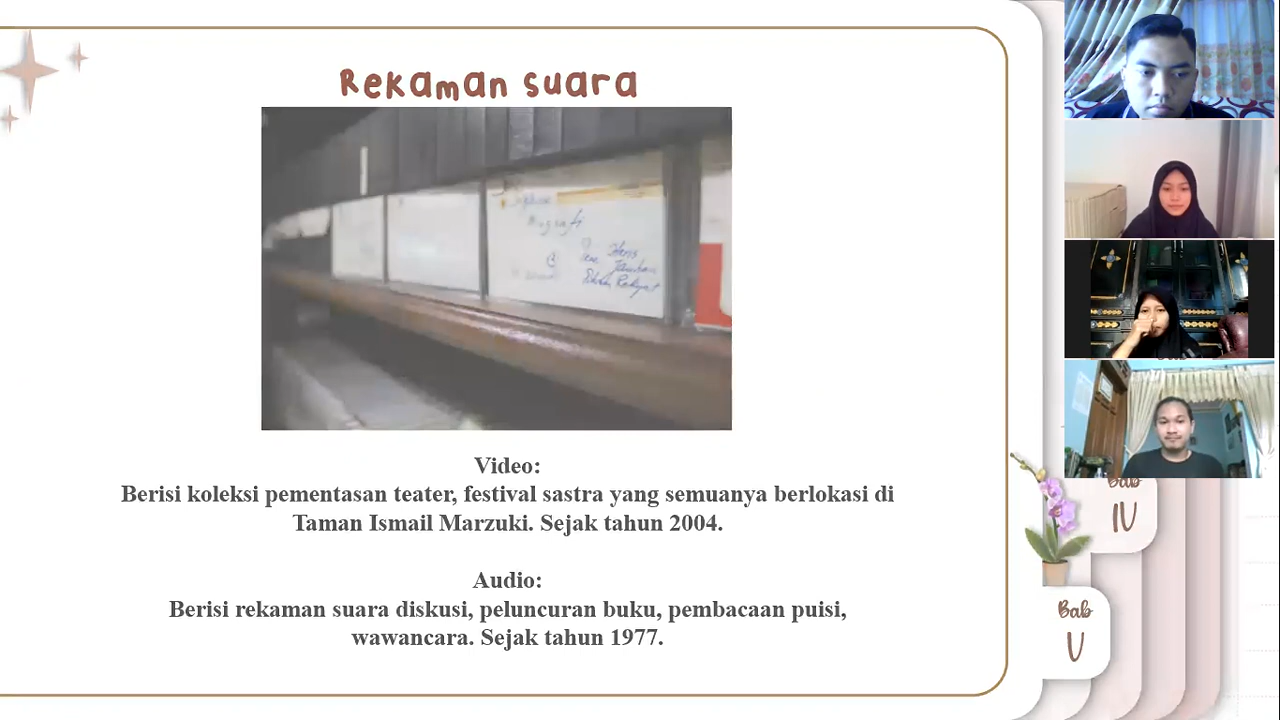 Rekaman suara
Video:
Berisi koleksi pementasan teater, festival sastra yang semuanya berlokasi di
Taman Ismail Marzuki. Sejak tahun 2004.
Audio:
Berisi rekaman suara diskusi, peluncuran buku, pembacaan puisi,
wawancara. Sejak tahun 1977.
Bab
IV
Bab
V